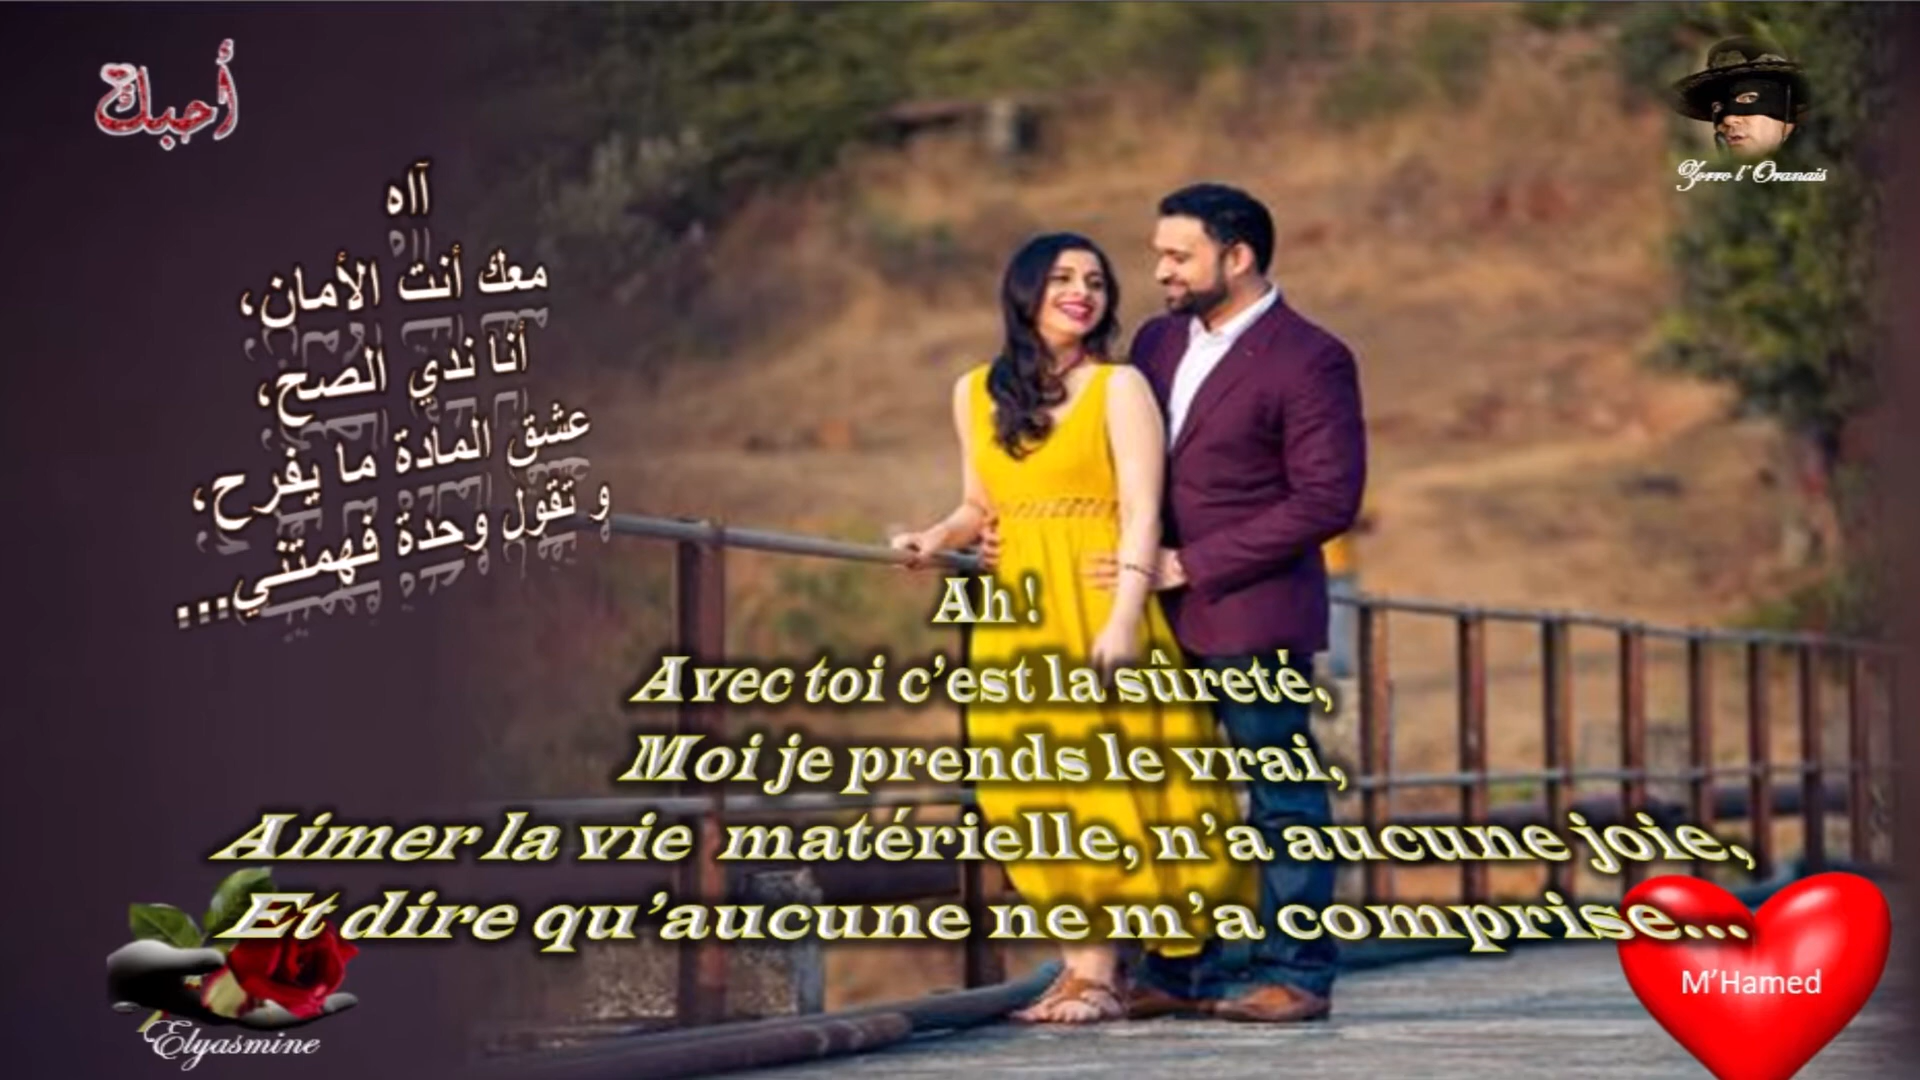 أحبك
Zorro l'Oranais
آاه
معك أنت الأمان،
أنا ندي الصح،
عشق المادة ما يفرح،
و تقول وحدة فهمتني...
Ah !
Avec toi c’est la sûreté,
Moi je prends le vrai,
Aimer la vie matérielle, n’a aucune joie,
Et dire qu’aucune ne m’a comprise...
M’Hamed
Elyasmine